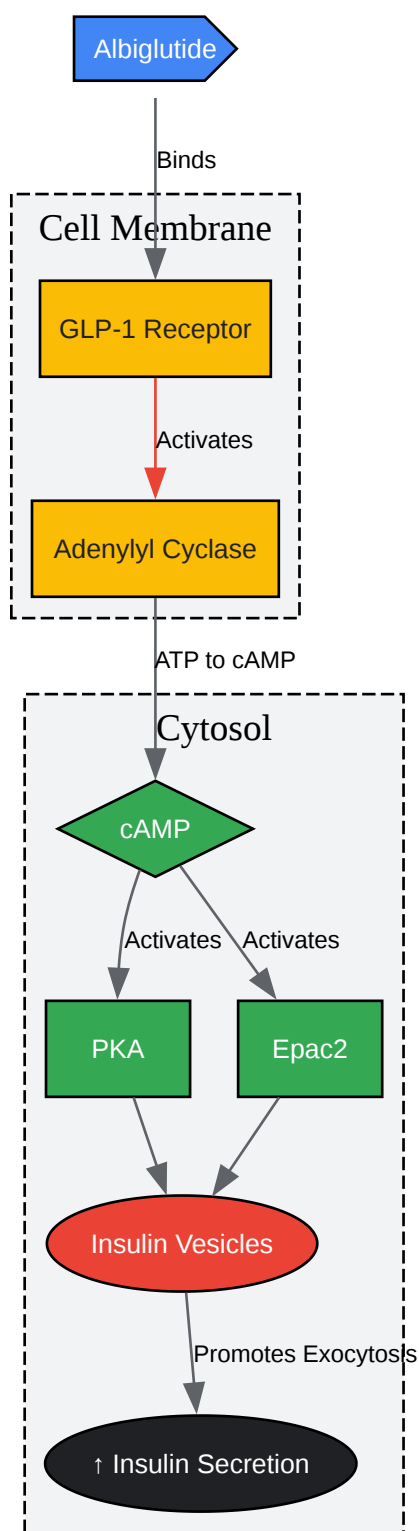 Albiglutide
Binds
Cell Membrane
GLP-1 Receptor
Activates
Adenylyl Cyclase
ATP to cAMP
Cytosol
cAMP
Activates
Activates
PKA
Epac2
Insulin Vesicles
Promotes Exocytosis
↑ Insulin Secretion